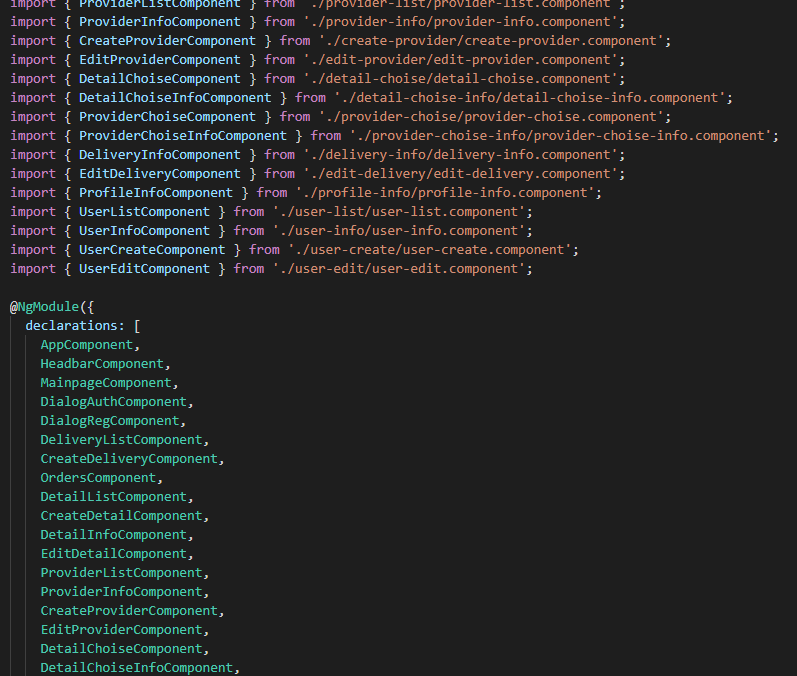 import { ProviderListComponent } from './provider-list/provider-list.component';
import { ProviderInfoComponent } from './provider-info/provider-info.component';
import { CreateProviderComponent } from './create-provider/create-provider.component';
import { EditProviderComponent } from './edit-provider/edit-provider.component';
import { DetailChoiseComponent } from './detail-choise/detail-choise.component';
import { DetailChoiseInfoComponent } from './detail-choise-info/detail-choise-info.component';
import { ProviderChoiseComponent } from './provider-choise/provider-choise.component';
import { ProviderChoiseInfoComponent } from './provider-choise-info/provider-choise-info.component';
import { DeliveryInfoComponent } from './delivery-info/delivery-info.component';
import { EditDeliveryComponent } from './edit-delivery/edit-delivery.component';
import { ProfileInfoComponent } from './profile-info/profile-info.component';
import { UserListComponent } from './user-list/user-list.component';
import { UserInfoComponent } from './user-info/user-info.component';
import { UserCreateComponent } from './user-create/user-create.component';
import { UserEditComponent } from './user-edit/user-edit.component';
@NgModule({
declarations: [
AppComponent,
HeadbarComponent,
MainpageComponent,
DialogAuthComponent,
DialogRegComponent,
DeliveryListComponent,
CreateDeliveryComponent,
OrdersComponent,
DetailListComponent,
CreateDetailComponent,
DetailInfoComponent,
EditDetailComponent,
ProviderListComponent,
ProviderInfoComponent,
CreateProviderComponent,
EditProviderComponent,
DetailChoiseComponent,
DetailChoiseInfoComponent,